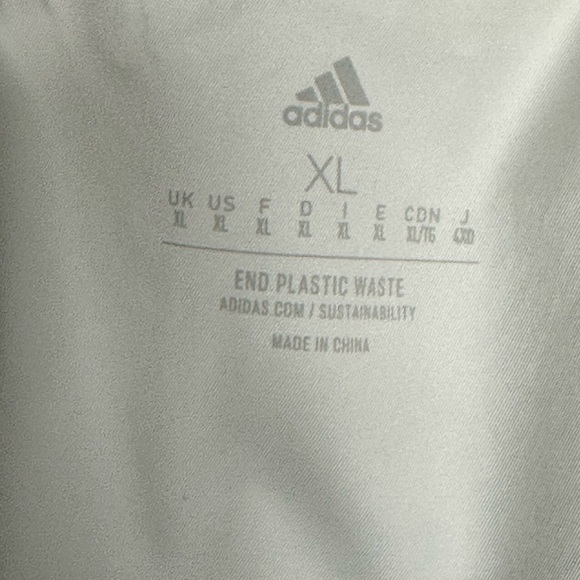 adidas
XL
UK US F D I E CDN J
XL XL XL XL XL XL XL/TG 4XO
END PLASTIC WASTE
ADIDAS.COM / SUSTAINABILITY
MADE IN CHINA